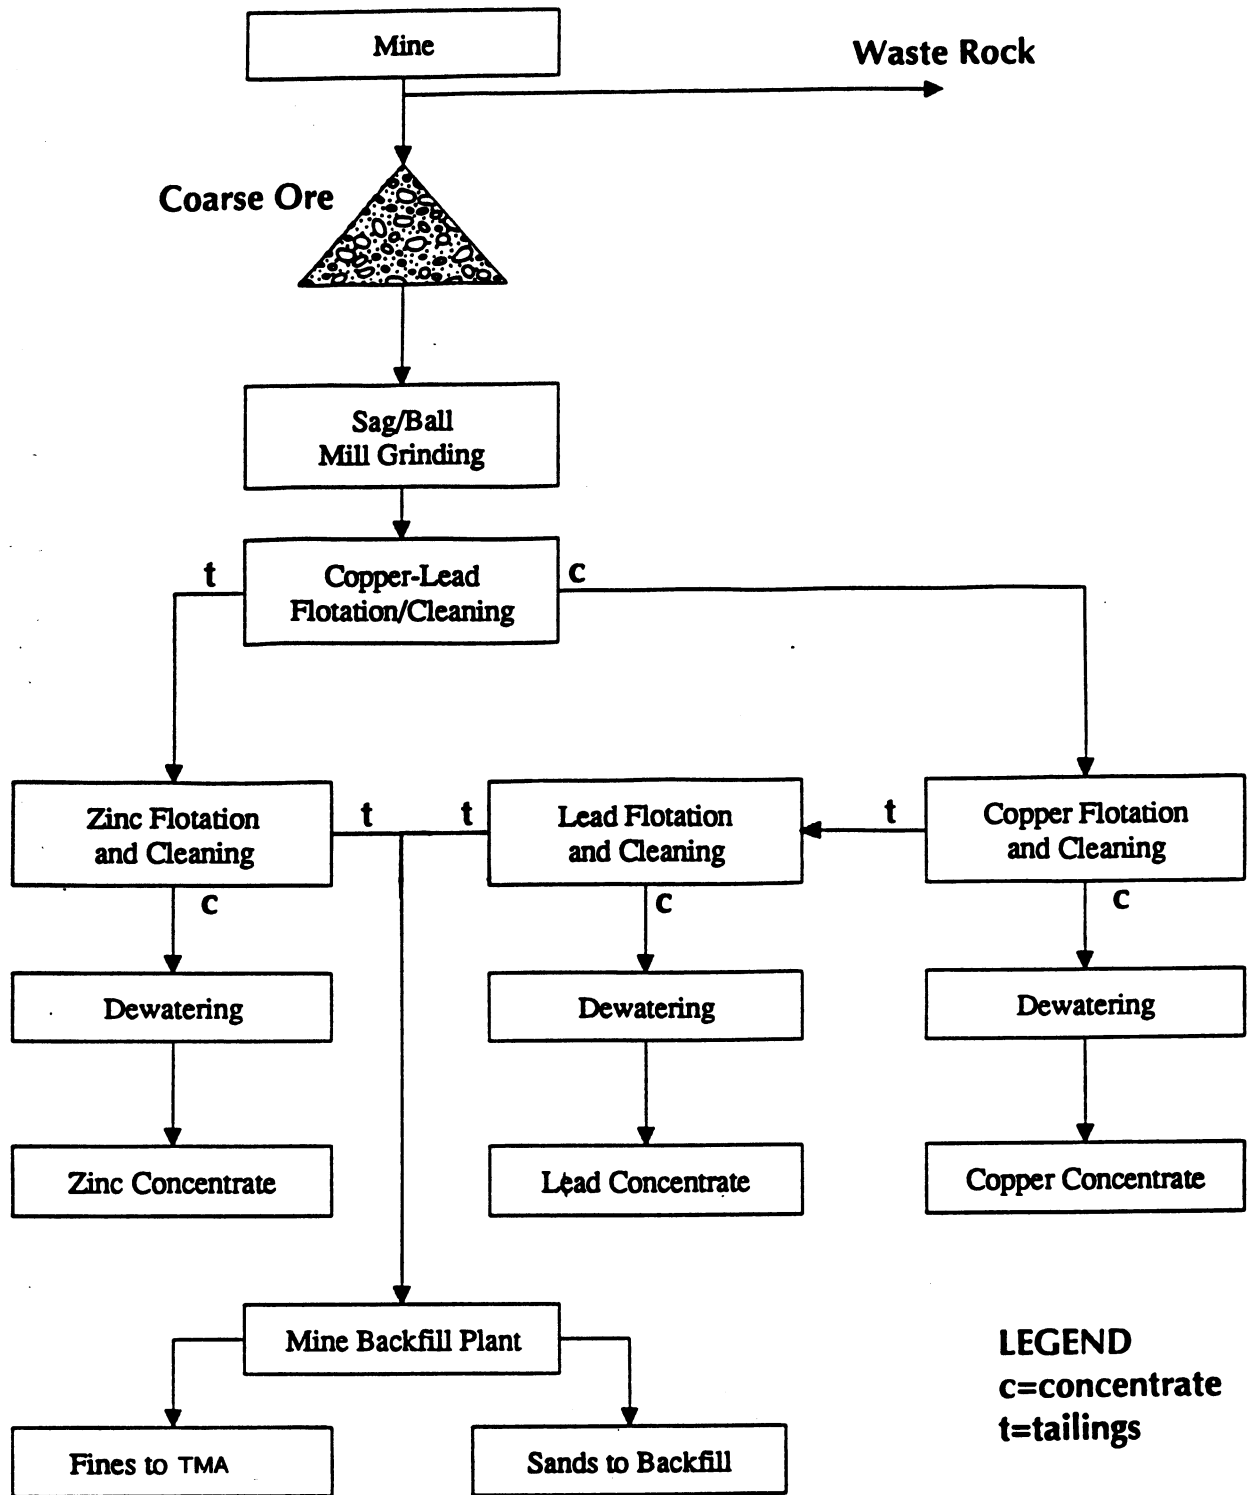 Mine
Waste Rock
Coarse Ore
Sag/Ball
Mill Grinding
t
Copper-Lead
Flotation/Cleaning
c
Zinc Flotation
and Cleaning
t
t
Lead Flotation
and Cleaning
t
Copper Flotation
and Cleaning
c
c
c
Dewatering
Dewatering
Dewatering
Zinc Concentrate
Lead Concentrate
Copper Concentrate
Mine Backfill Plant
LEGEND
c=concentrate
t=tailings
Fines to TMA
Sands to Backfill